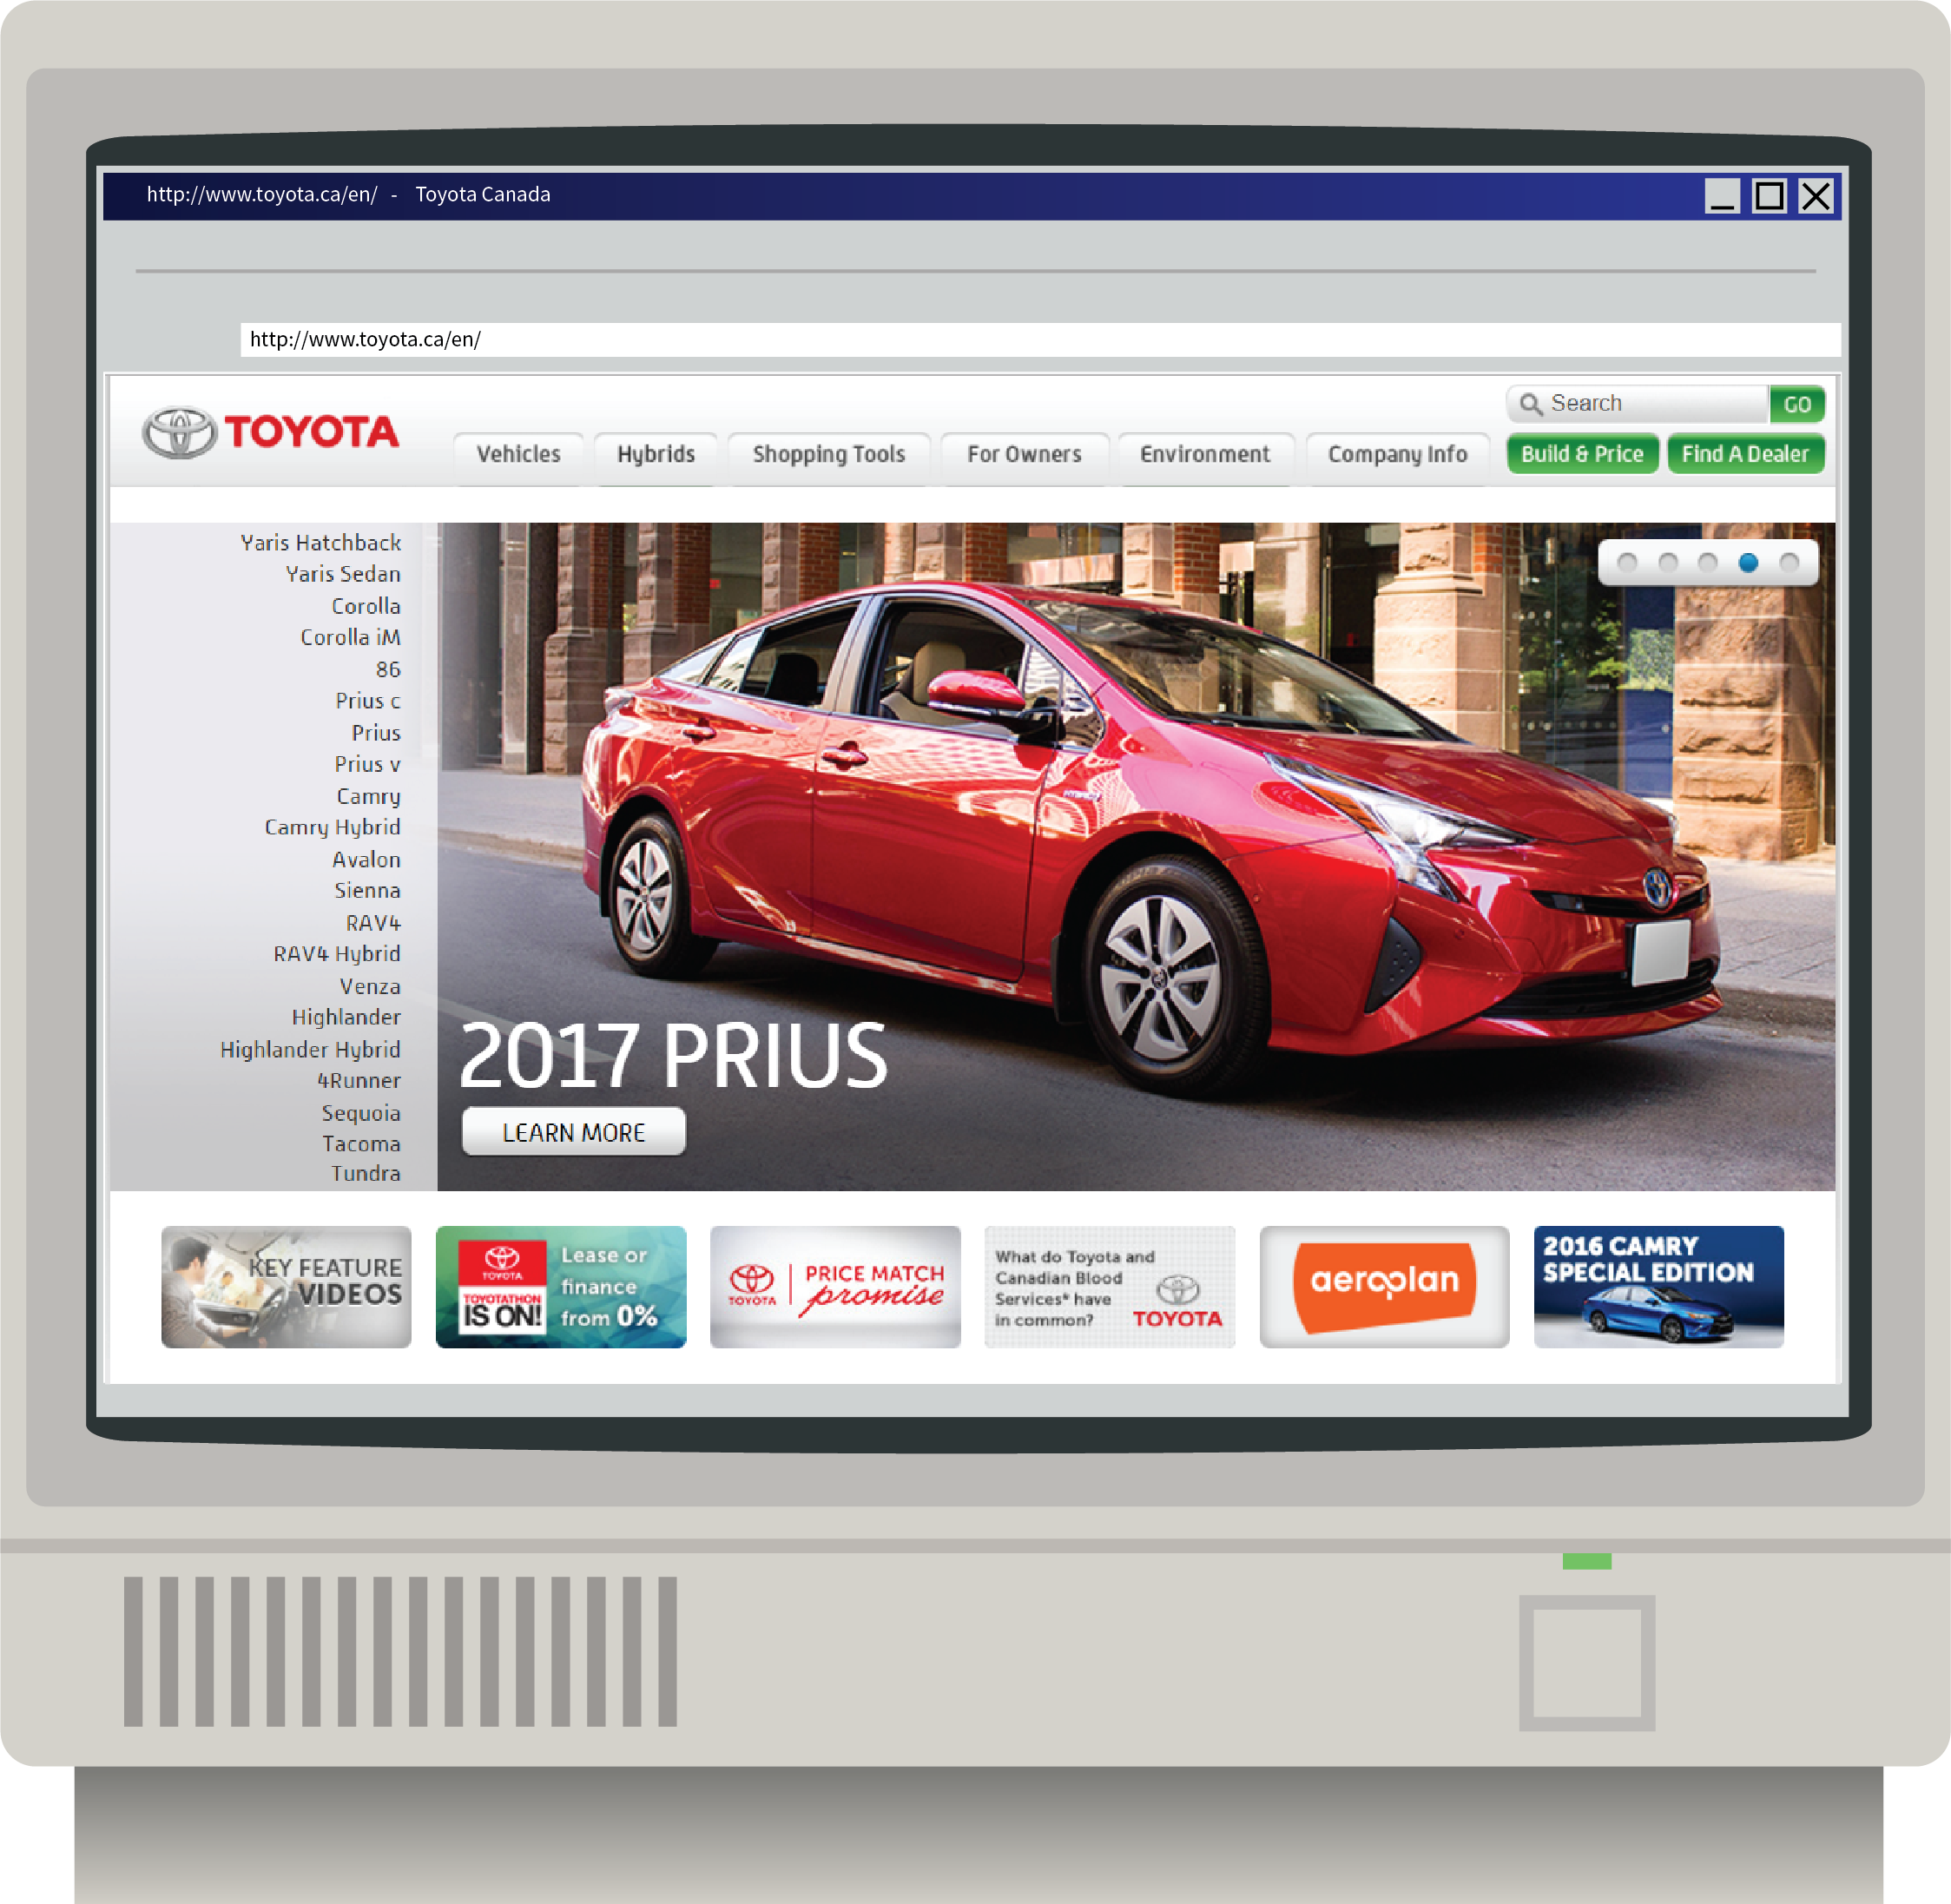 http://www.toyota.ca/en/ - Toyota Canada
http://www.toyota.ca/en/
TOYOTA
Search
GO
Vehicles
Hybrids
Shopping Tools
For Owners
Environment
Company Info
Build & Price
Find A Dealer
Yaris Hatchback
Yaris Sedan
Corolla
Corolla iM
86
Prius c
Prius
Prius v
Camry
Camry Hybrid
Avalon
Sienna
RAV4
RAV4 Hybrid
Venza
Highlander
Highlander Hybrid
4Runner
Sequoia
Tacoma
Tundra
2017 PRIUS
LEARN MORE
KEY FEATURE
VIDEOS
TOYOTA
TOYOTATHON
IS ON!
Lease or
finance
from 0%
TOYOTA
PRICE MATCH
promise
What do Toyota and
Canadian Blood
Services* have
in common?
TOYOTA
aeroplan
2016 CAMRY
SPECIAL EDITION